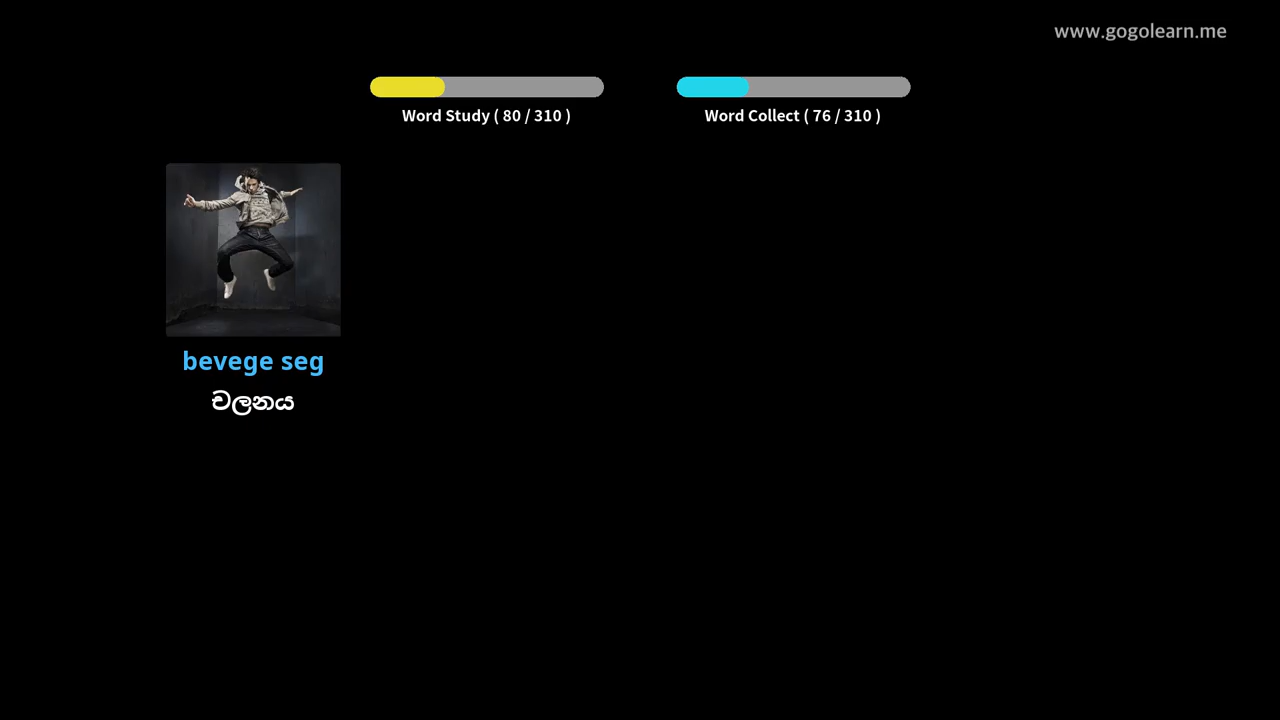 www.gogolearn.me
Word Study ( 80 / 310 )
Word Collect ( 76 / 310 )
bevege seg
චලනය